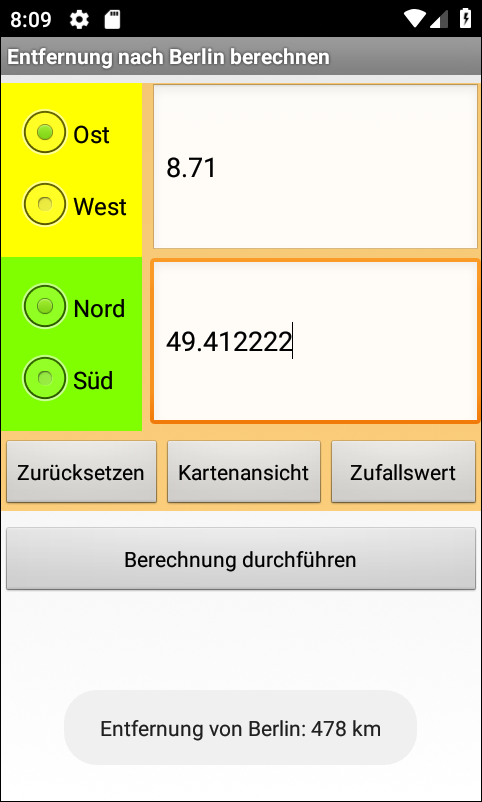 8:09
Entfernung nach Berlin berechnen
Ost
8.71
West
Nord
49.412222
Süd
Zurücksetzen Kartenansicht Zufallswert
Berechnung durchführen
Entfernung von Berlin: 478 km